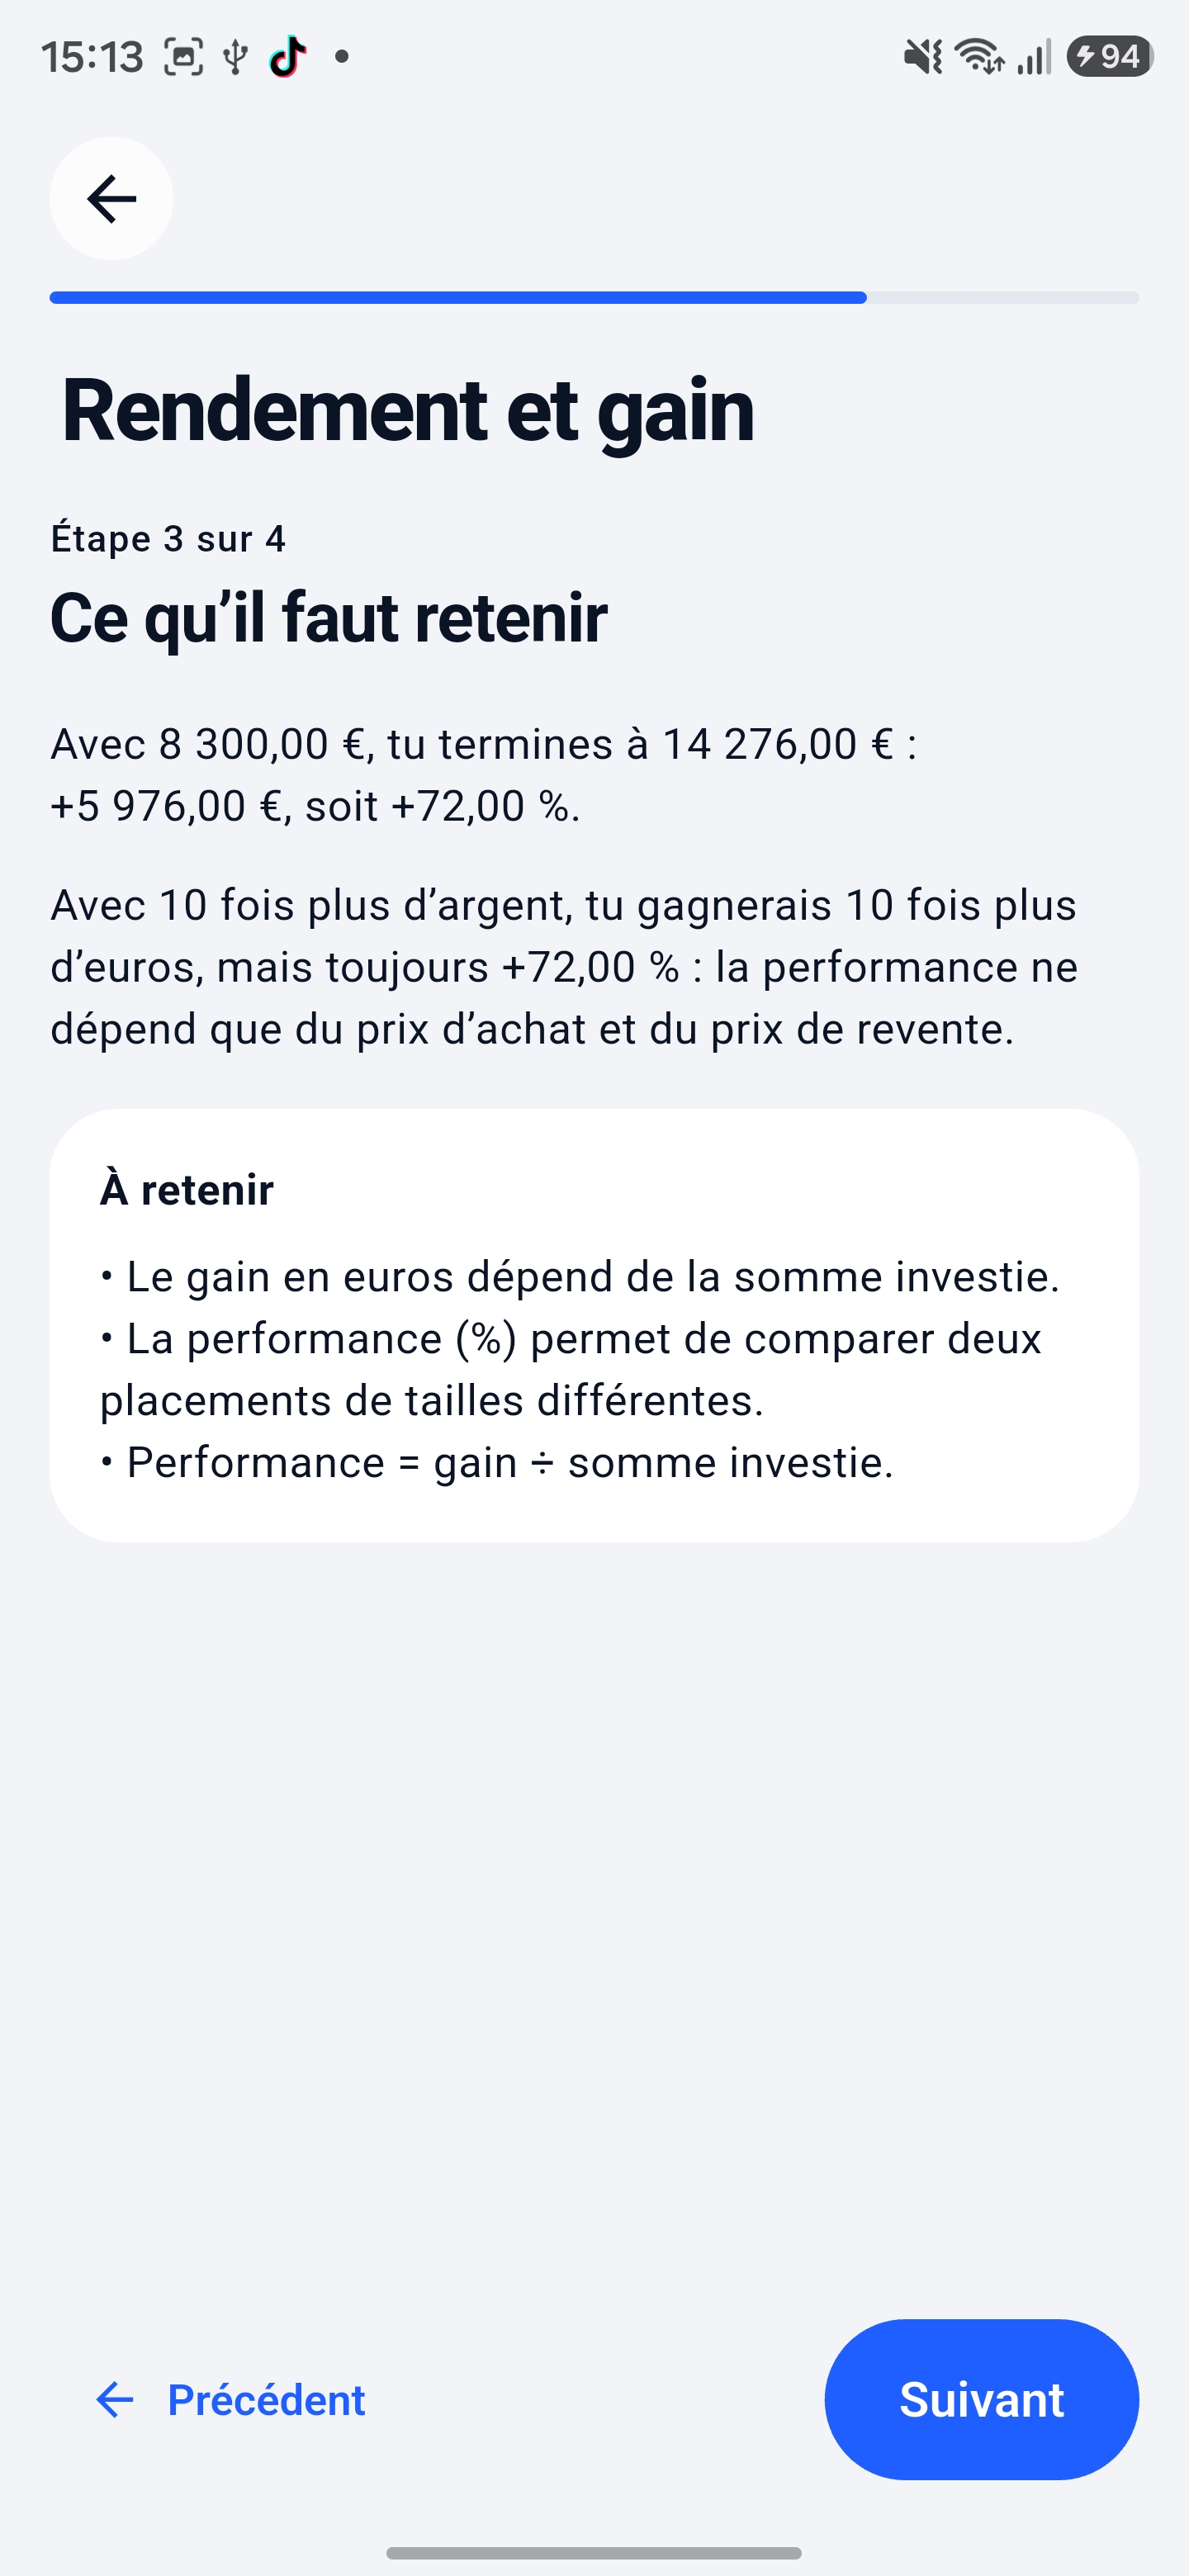 15:13
94
Rendement et gain
Étape 3 sur 4
Ce qu’il faut retenir
Avec 8 300,00 €, tu termines à 14 276,00 € :
+5 976,00 €, soit +72,00 %.
Avec 10 fois plus d’argent, tu gagnerais 10 fois plus
d’euros, mais toujours +72,00 % : la performance ne
dépend que du prix d’achat et du prix de revente.
À retenir
• Le gain en euros dépend de la somme investie.
• La performance (%) permet de comparer deux
placements de tailles différentes.
• Performance = gain ÷ somme investie.
Précédent
Suivant